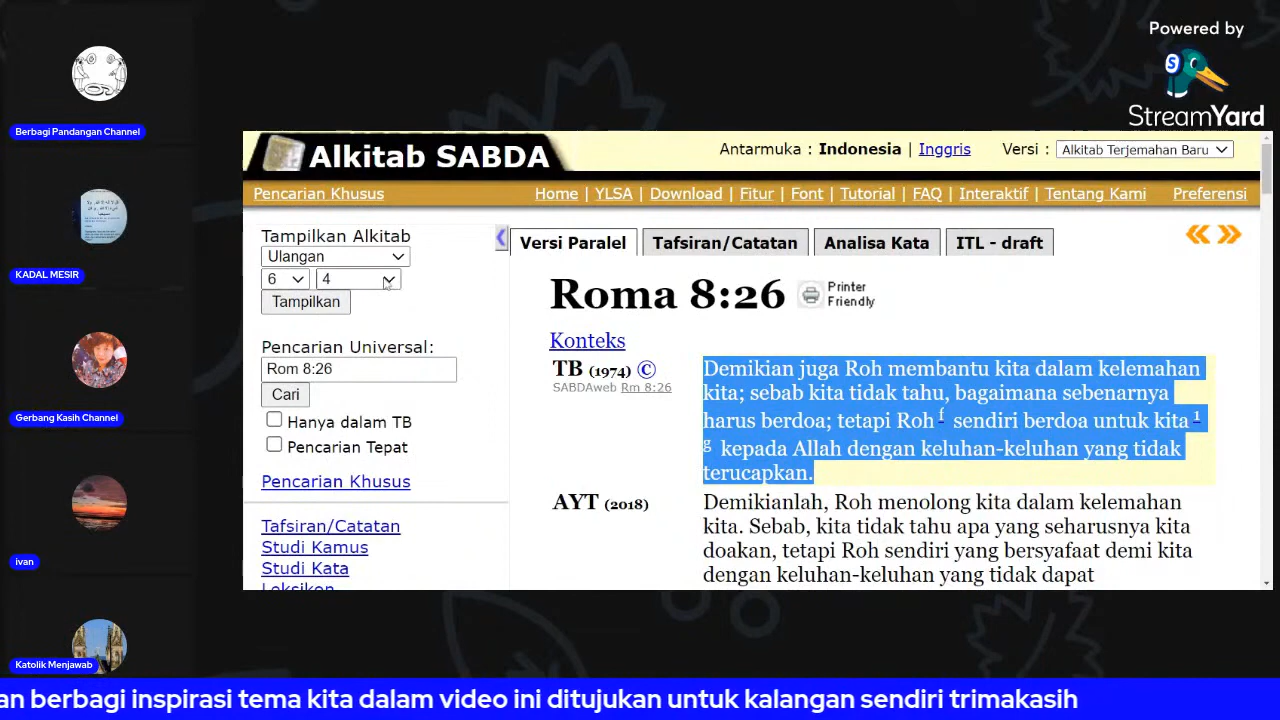 Powered by
StreamYard
Berbagi Pandangan Channel
KADAL MESIR
Gerbang Kasih Channel
ivan
Katolik Menjawab
Alkitab SABDA
Antarmuka : Indonesia | Inggris Versi : Alkitab Terjemahan Baru
Pencarian Khusus
Home | YLSA | Download | Fitur | Font | Tutorial | FAQ | Interaktif | Tentang Kami Preferensi
Tampilkan Alkitab
Ulangan
6 4
Tampilkan
Pencarian Universal:
Rom 8:26
Cari
Hanya dalam TB
Pencarian Tepat
Pencarian Khusus
Tafsiran/Catatan
Studi Kamus
Studi Kata
Leksikon
Versi Paralel Tafsiran/Catatan Analisa Kata ITL - draft
Roma 8:26
Printer
Friendly
Konteks
TB (1974) ©
SABDAweb Rm 8:26
Demikian juga Roh membantu kita dalam kelemahan
kita; sebab kita tidak tahu, bagaimana sebenarnya
harus berdoa; tetapi Roh f sendiri berdoa untuk kita 1
g kepada Allah dengan keluhan-keluhan yang tidak
terucapkan.
AYT (2018)
Demikianlah, Roh menolong kita dalam kelemahan
kita. Sebab, kita tidak tahu apa yang seharusnya kita
doakan, tetapi Roh sendiri yang bersyafaat demi kita
dengan keluhan-keluhan yang tidak dapat
an berbagi inspirasi tema kita dalam video ini ditujukan untuk kalangan sendiri trimakasih